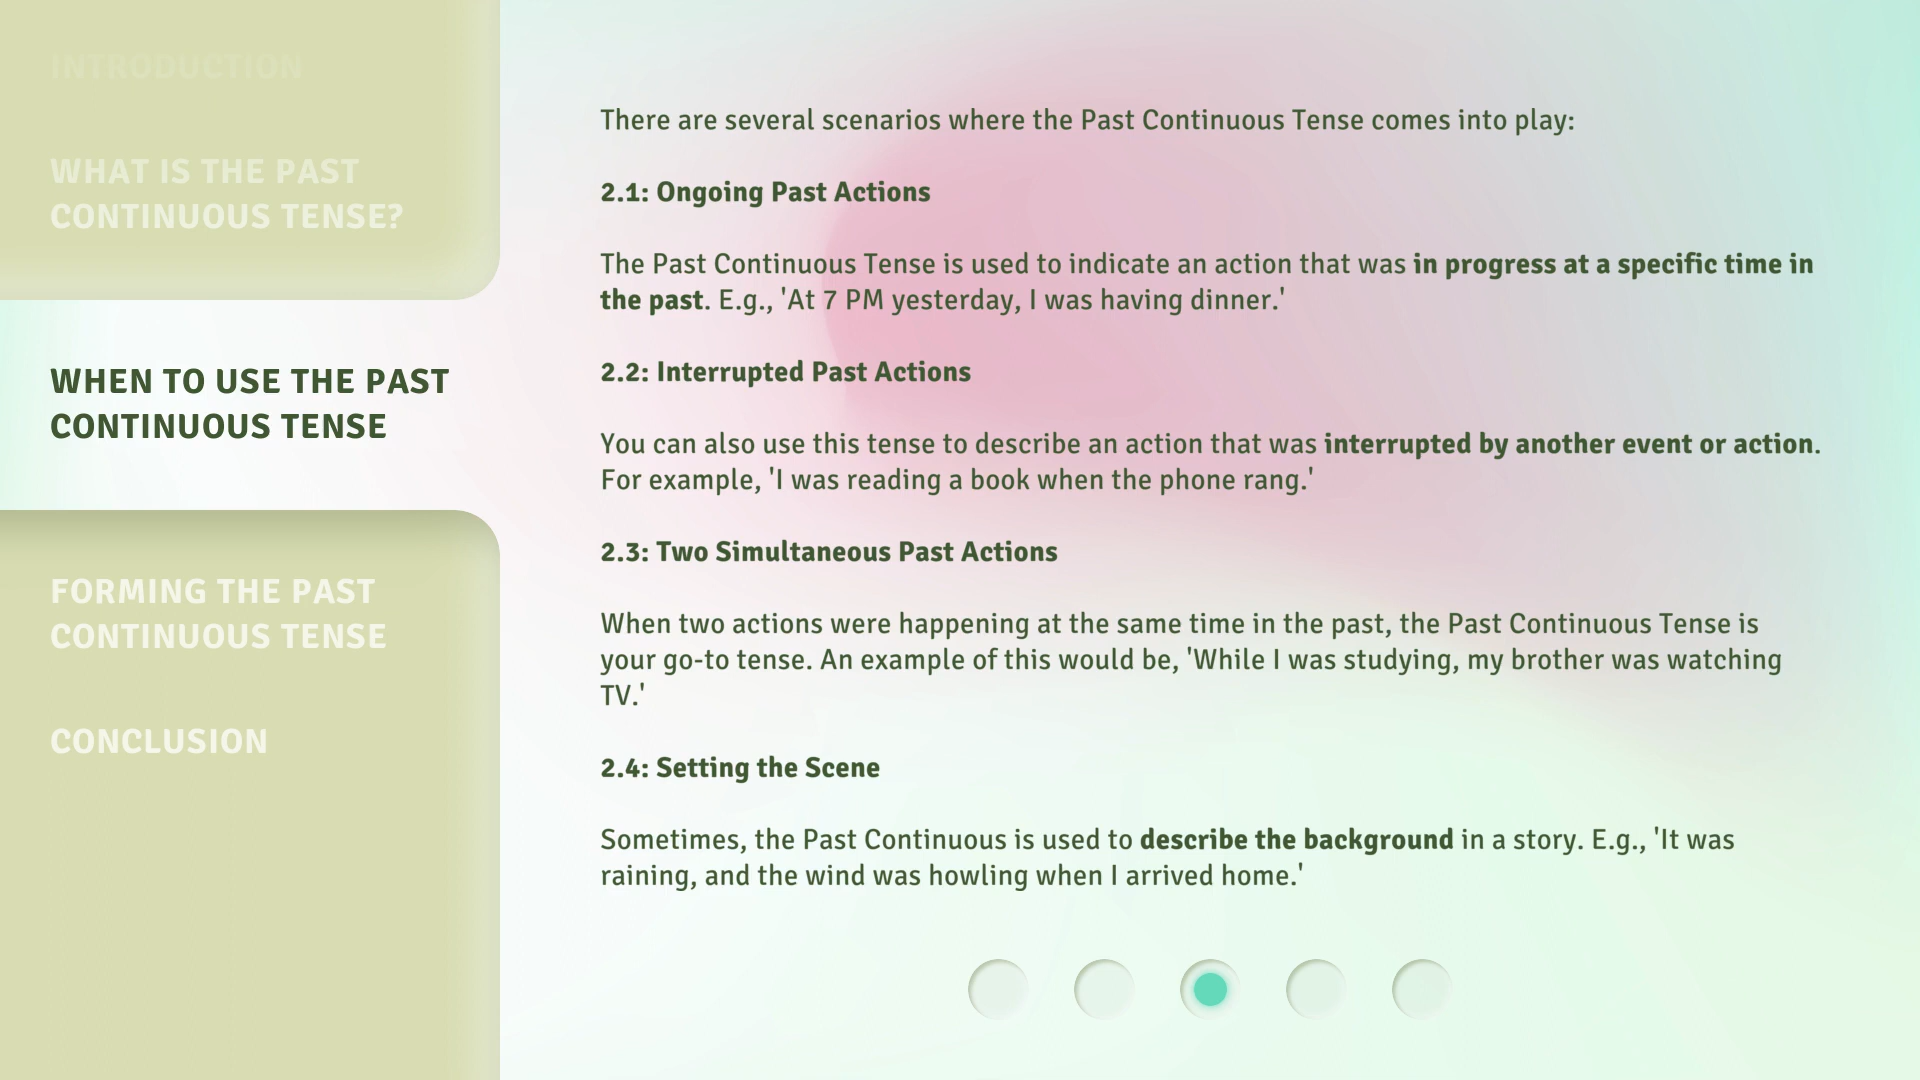 INTRODUCTION
WHAT IS THE PAST
CONTINUOUS TENSE?
WHEN TO USE THE PAST
CONTINUOUS TENSE
FORMING THE PAST
CONTINUOUS TENSE
CONCLUSION
There are several scenarios where the Past Continuous Tense comes into play:
2.1: Ongoing Past Actions
The Past Continuous Tense is used to indicate an action that was in progress at a specific time in
the past. E.g., 'At 7 PM yesterday, I was having dinner.'
2.2: Interrupted Past Actions
You can also use this tense to describe an action that was interrupted by another event or action.
For example, 'I was reading a book when the phone rang.'
2.3: Two Simultaneous Past Actions
When two actions were happening at the same time in the past, the Past Continuous Tense is
your go-to tense. An example of this would be, 'While I was studying, my brother was watching
TV.'
2.4: Setting the Scene
Sometimes, the Past Continuous is used to describe the background in a story. E.g., 'It was
raining, and the wind was howling when I arrived home.'